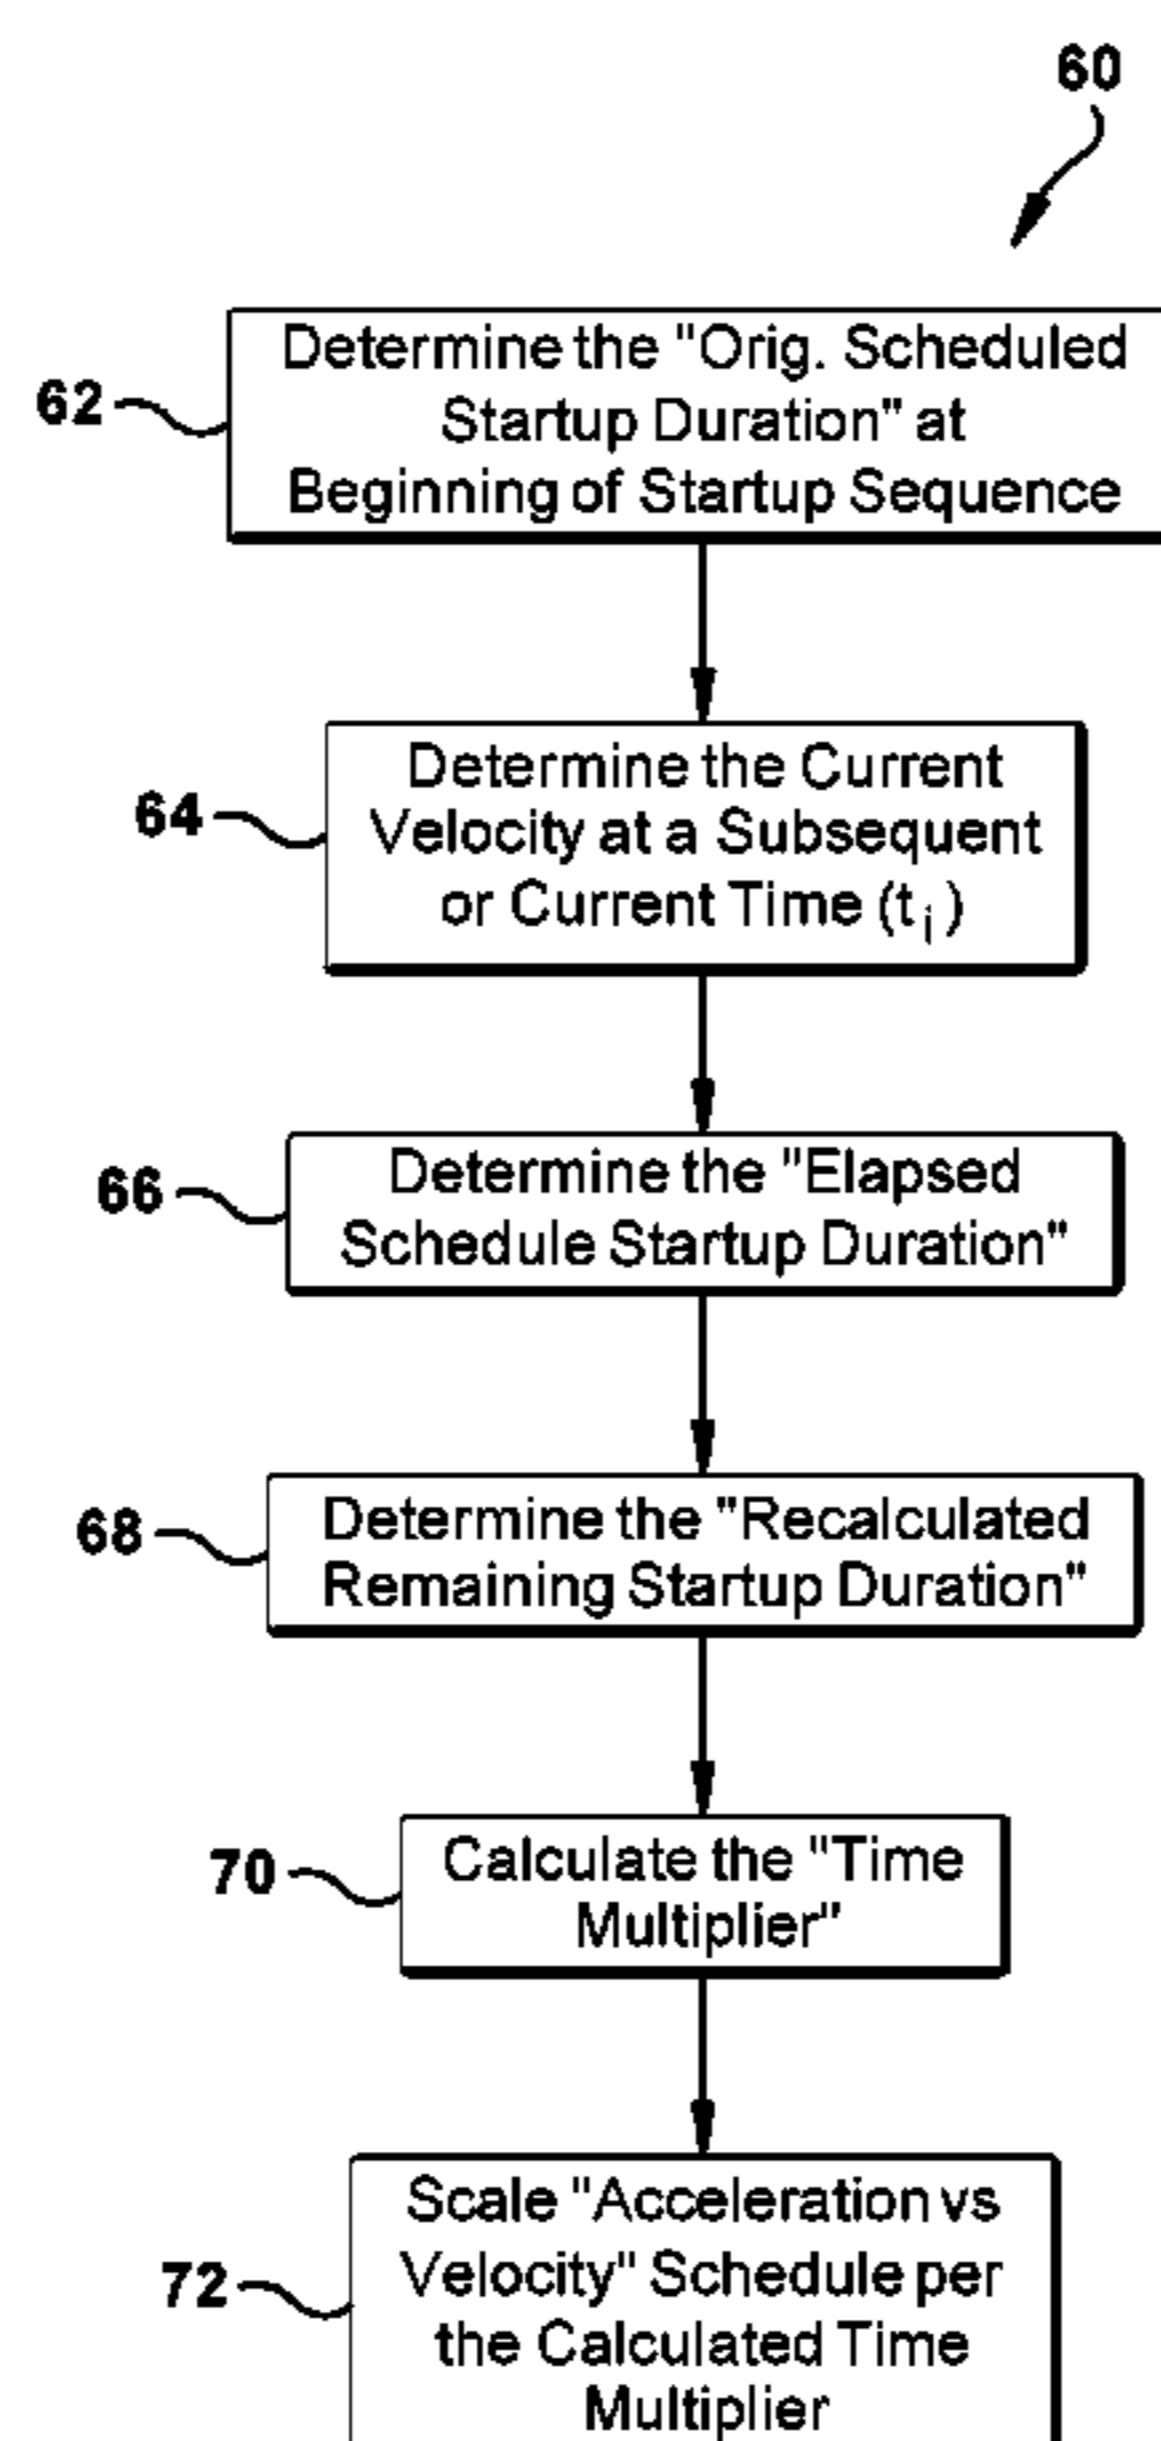 60
62
Determine the "Orig. Scheduled
Startup Duration" at
Beginning of Startup Sequence
64
Determine the Current
Velocity at a Subsequent
or Current Time (t i )
66
Determine the "Elapsed
Schedule Startup Duration"
68
Determine the "Recalculated
Remaining Startup Duration"
70
Calculate the "Time
Multiplier"
72
Scale "Acceleration vs
Velocity" Schedule per
the Calculated Time
Multiplier